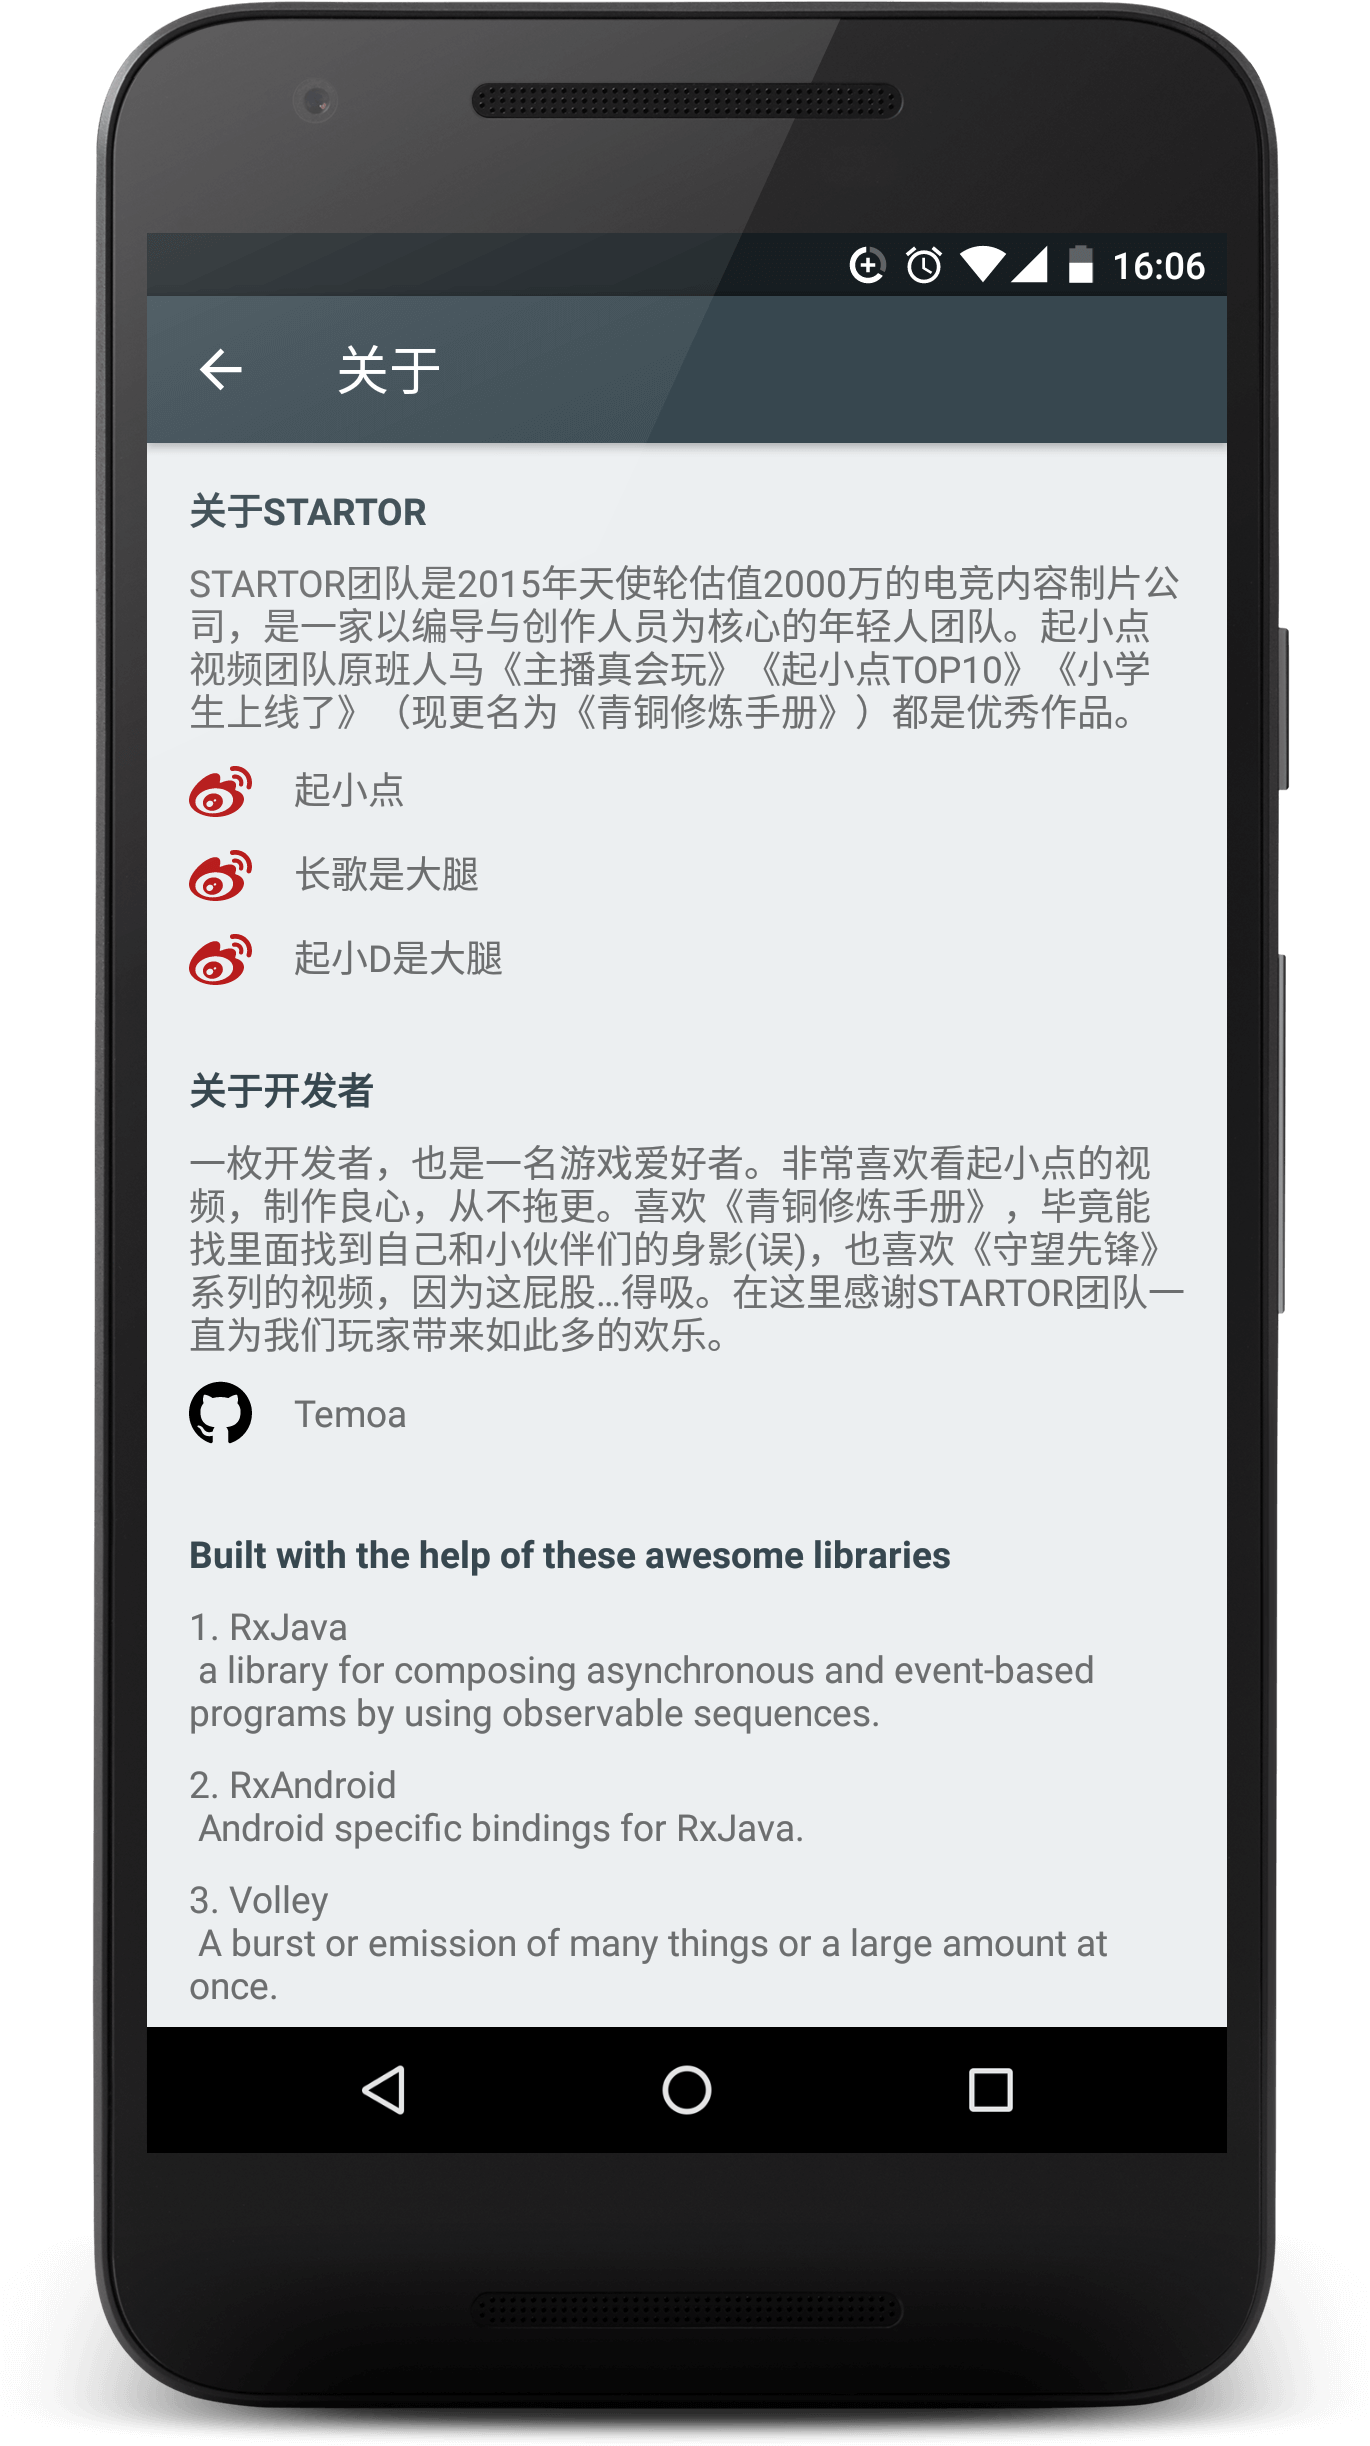 16:06
关于
关于STARTOR
STARTOR团队是2015年天使轮估值2000万的电竞内容制片公
司，是一家以编导与创作人员为核心的年轻人团队。起小点
视频团队原班人马《主播真会玩》《起小点TOP10》《小学
生上线了》（现更名为《青铜修炼手册》）都是优秀作品。
起小点
长歌是大腿
起小D是大腿
关于开发者
一枚开发者，也是一名游戏爱好者。非常喜欢看起小点的视
频，制作良心，从不拖更。喜欢《青铜修炼手册》，毕竟能
找里面找到自己和小伙伴们的身影(误)，也喜欢《守望先锋》
系列的视频，因为这屁股...得吸。在这里感谢STARTOR团队一
直为我们玩家带来如此多的欢乐。
Temoa
Built with the help of these awesome libraries
1. RxJava
a library for composing asynchronous and event-based
programs by using observable sequences.
2. RxAndroid
Android specific bindings for RxJava.
3. Volley
A burst or emission of many things or a large amount at
once.